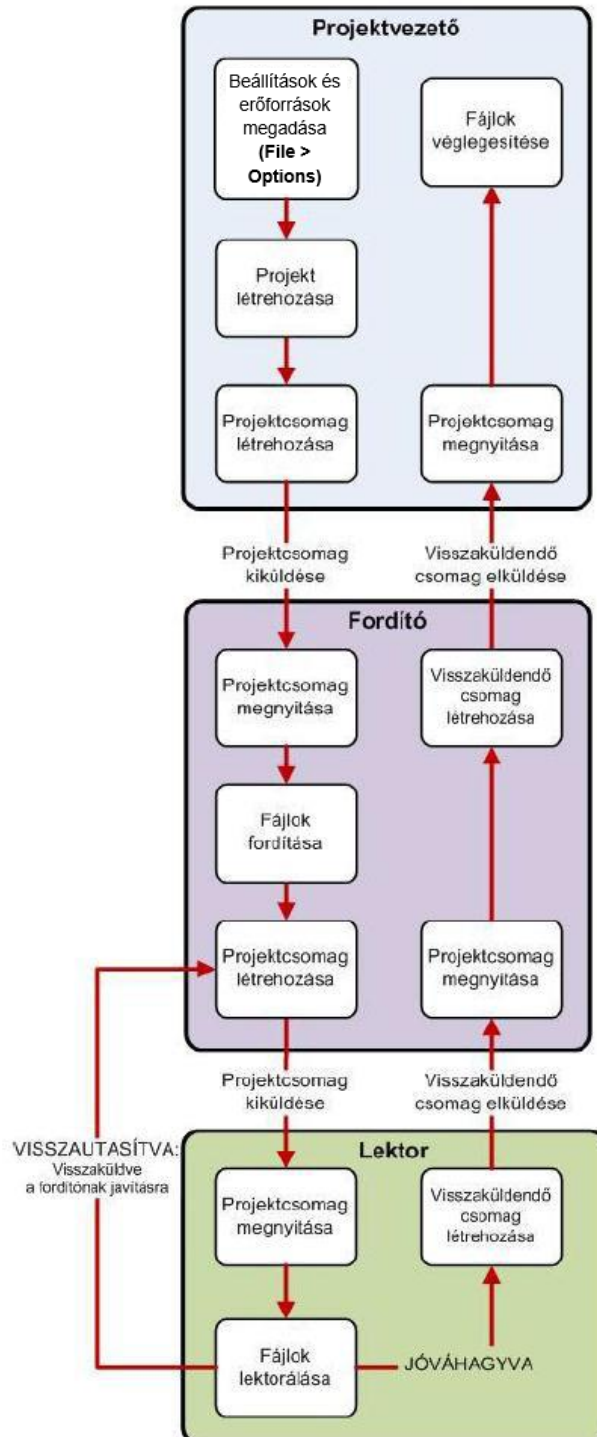 Projektvezető
Beállítások és
erőforrások
megadása
(File >
Options)
Fájlok
véglegesítése
Projekt
létrehozása
Projektcsomag
létrehozása
Projektcsomag
megnyitása
Projektcsomag
kiküldése
Visszaküldendő
csomag elküldése
Fordító
Projektcsomag
megnyitása
Visszaküldendő
csomag
létrehozása
Fájlok
fordítása
Projektcsomag
létrehozása
Projektcsomag
megnyitása
Projektcsomag
kiküldése
Visszaküldendő
csomag elküldése
VISSZAUTASÍTVA:
Visszaküldve
a fordítónak javításra
Lektor
Projektcsomag
megnyitása
Visszaküldendő
csomag
létrehozása
Fájlok
lektorálása
JÓVÁHAGYVA